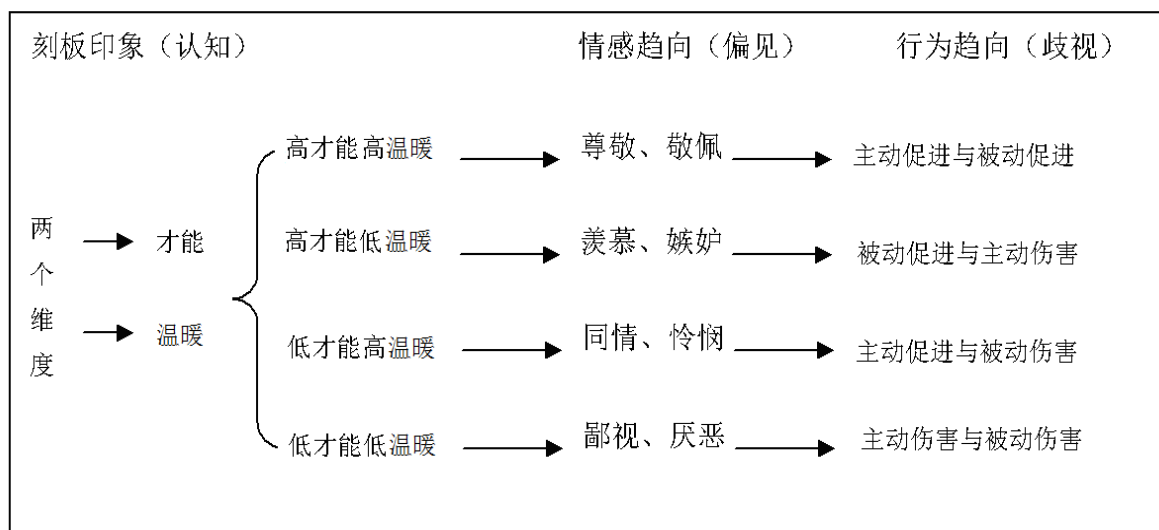 刻板印象（认知） 情感趋向（偏见） 行为趋向（歧视）
高才能高温暖 尊敬、敬佩 主动促进与被动促进
两个维度
才能
高才能低温暖 羡慕、嫉妒 被动促进与主动伤害
温暖
低才能高温暖 同情、怜悯 主动促进与被动伤害
低才能低温暖 鄙视、厌恶 主动伤害与被动伤害